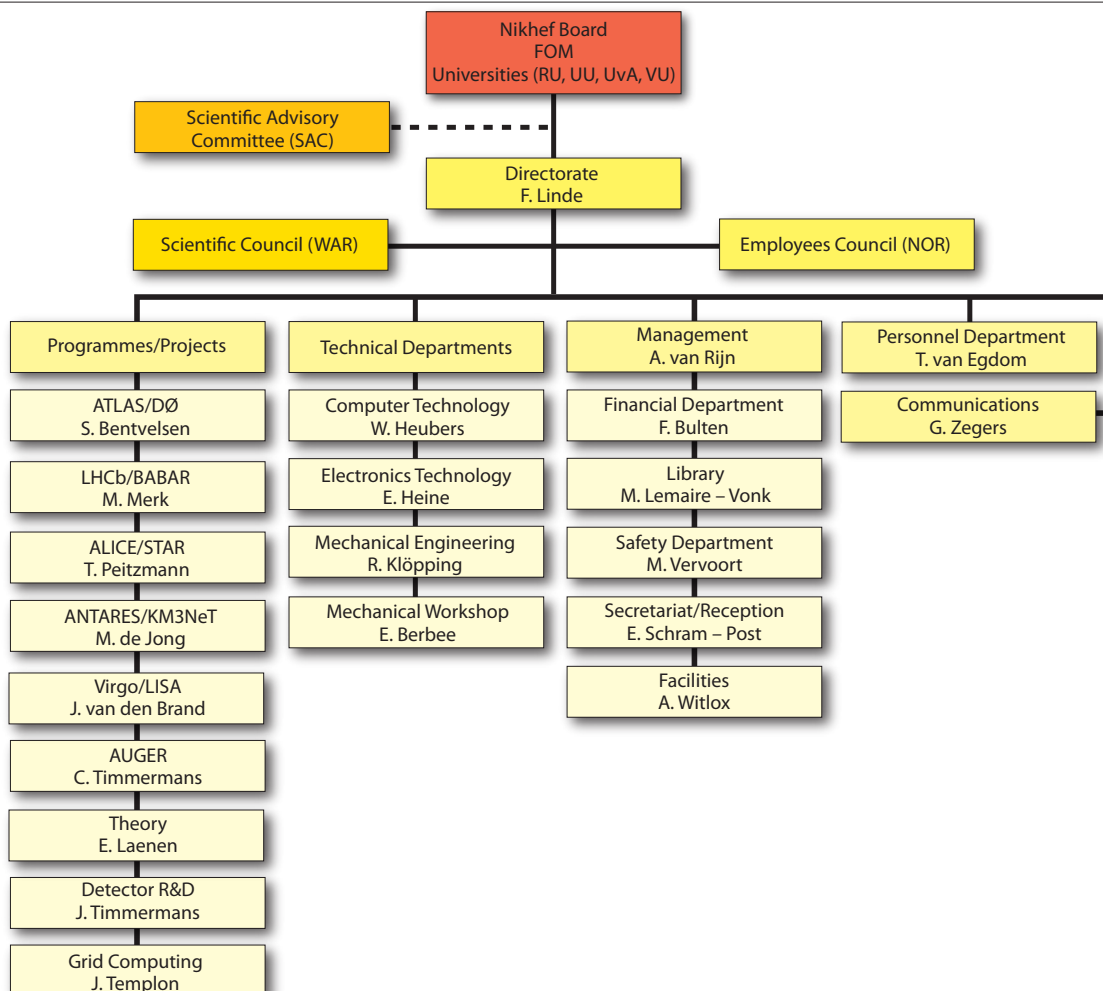 Nikhef Board
FOM
Universities (RU, UU, UvA, VU)
Scientific Advisory
Committee (SAC)
Directorate
F. Linde
Scientific Council (WAR)
Employees Council (NOR)
Programmes/Projects
ATLAS/DØ
S. Bentvelsen
LHCb/BABAR
M. Merk
ALICE/STAR
T. Peitzmann
ANTARES/KM3NeT
M. de Jong
Virgo/LISA
J. van den Brand
AUGER
C. Timmermans
Theory
E. Laenen
Detector R&D
J. Timmermans
Grid Computing
J. Templon
Technical Departments
Computer Technology
W. Heubers
Electronics Technology
E. Heine
Mechanical Engineering
R. Klöpping
Mechanical Workshop
E. Berbee
Management
A. van Rijn
Financial Department
F. Bulten
Library
M. Lemaire – Vonk
Safety Department
M. Vervoort
Secretariat/Reception
E. Schram – Post
Facilities
A. Witlox
Personnel Department
T. van Egdom
Communications
G. Zegers